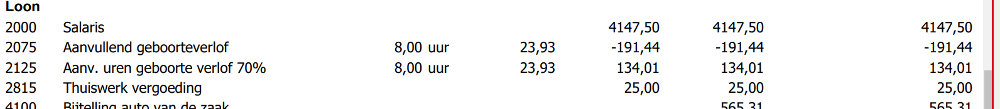 Loon
2000 Salaris 4147,50 4147,50 4147,50
2075 Aanvullend geboorteverlof 8,00 uur 23,93 -191,44 -191,44 -191,44
2125 Aanv. uren geboorte verlof 70% 8,00 uur 23,93 134,01 134,01 134,01
2815 Thuiswerk vergoeding 25,00 25,00 25,00
4100 Bijtelling auto van de zaak 565,31 565,31